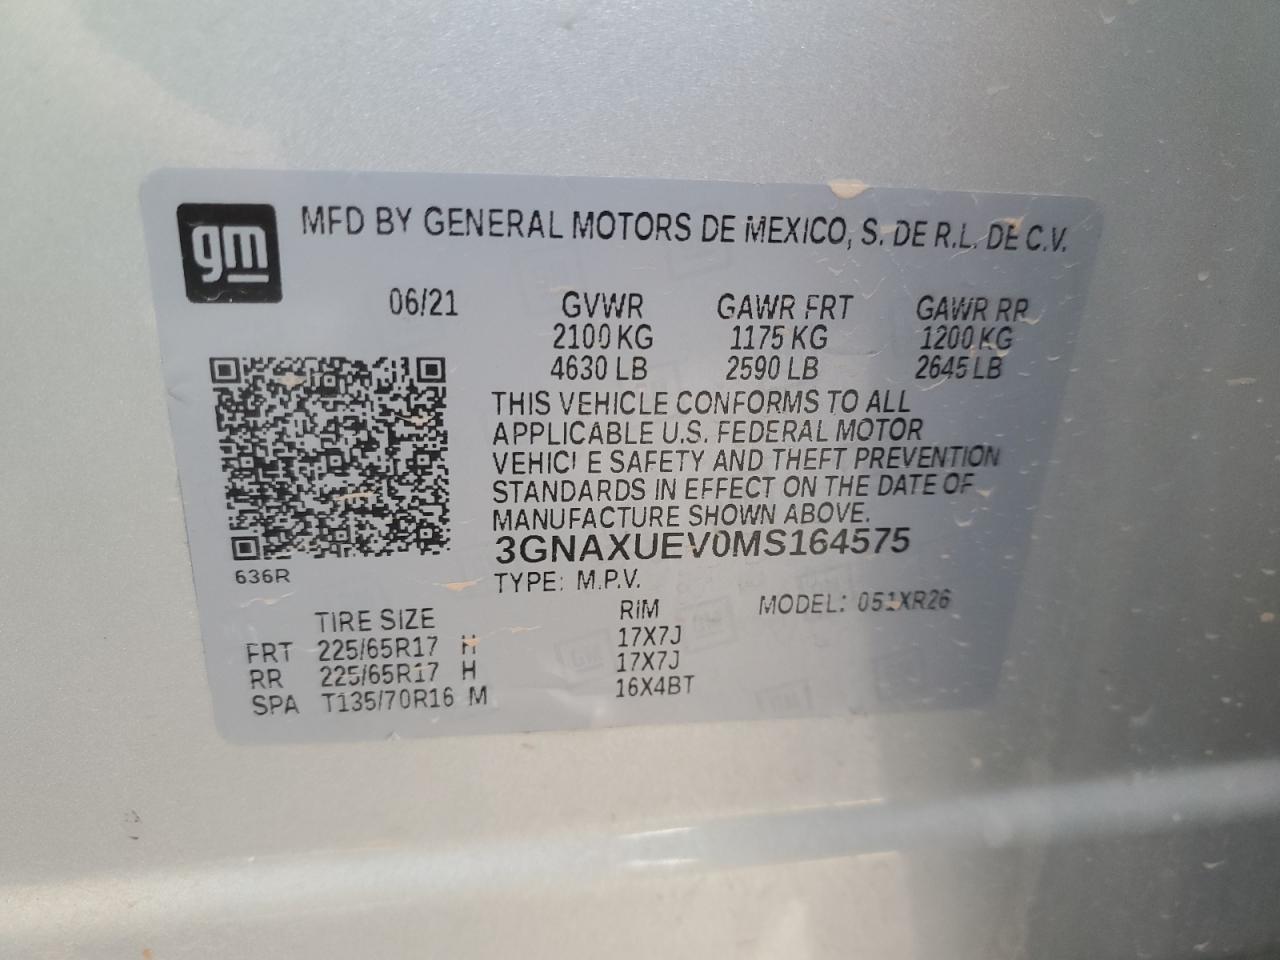 gm MFD BY GENERAL MOTORS DE MEXICO, S. DE R.L. DE C.V.
06/21 GVWR GAWR FRT GAWR RR
2100 KG 1175 KG 1200 KG
4630 LB 2590 LB 2645 LB
THIS VEHICLE CONFORMS TO ALL
APPLICABLE U.S. FEDERAL MOTOR
VEHICLE SAFETY AND THEFT PREVENTION
STANDARDS IN EFFECT ON THE DATE OF
MANUFACTURE SHOWN ABOVE.
3GNAXUEV0MS164575
636R TYPE: M.P.V. MODEL: 051XR26
TIRE SIZE RIM
FRT 225/65R17 H 17X7J
RR 225/65R17 H 17X7J
SPA T135/70R16 M 16X4BT